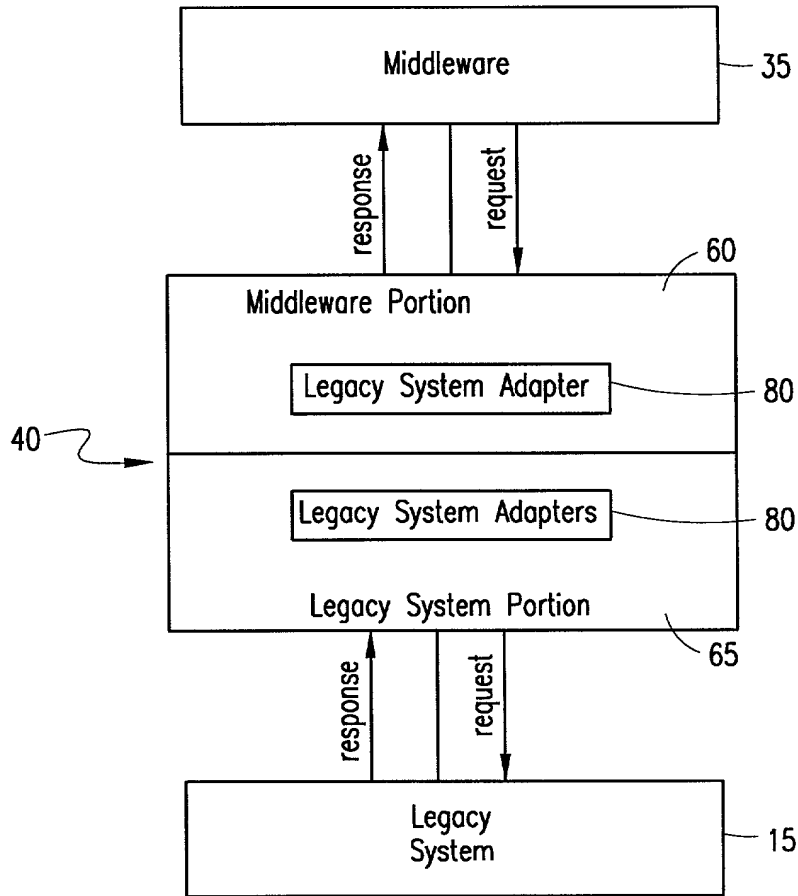 Middleware
35
response
request
60
Middleware Portion
Legacy System Adapter
80
40
Legacy System Adapters
80
Legacy System Portion
65
response
request
Legacy
System
15